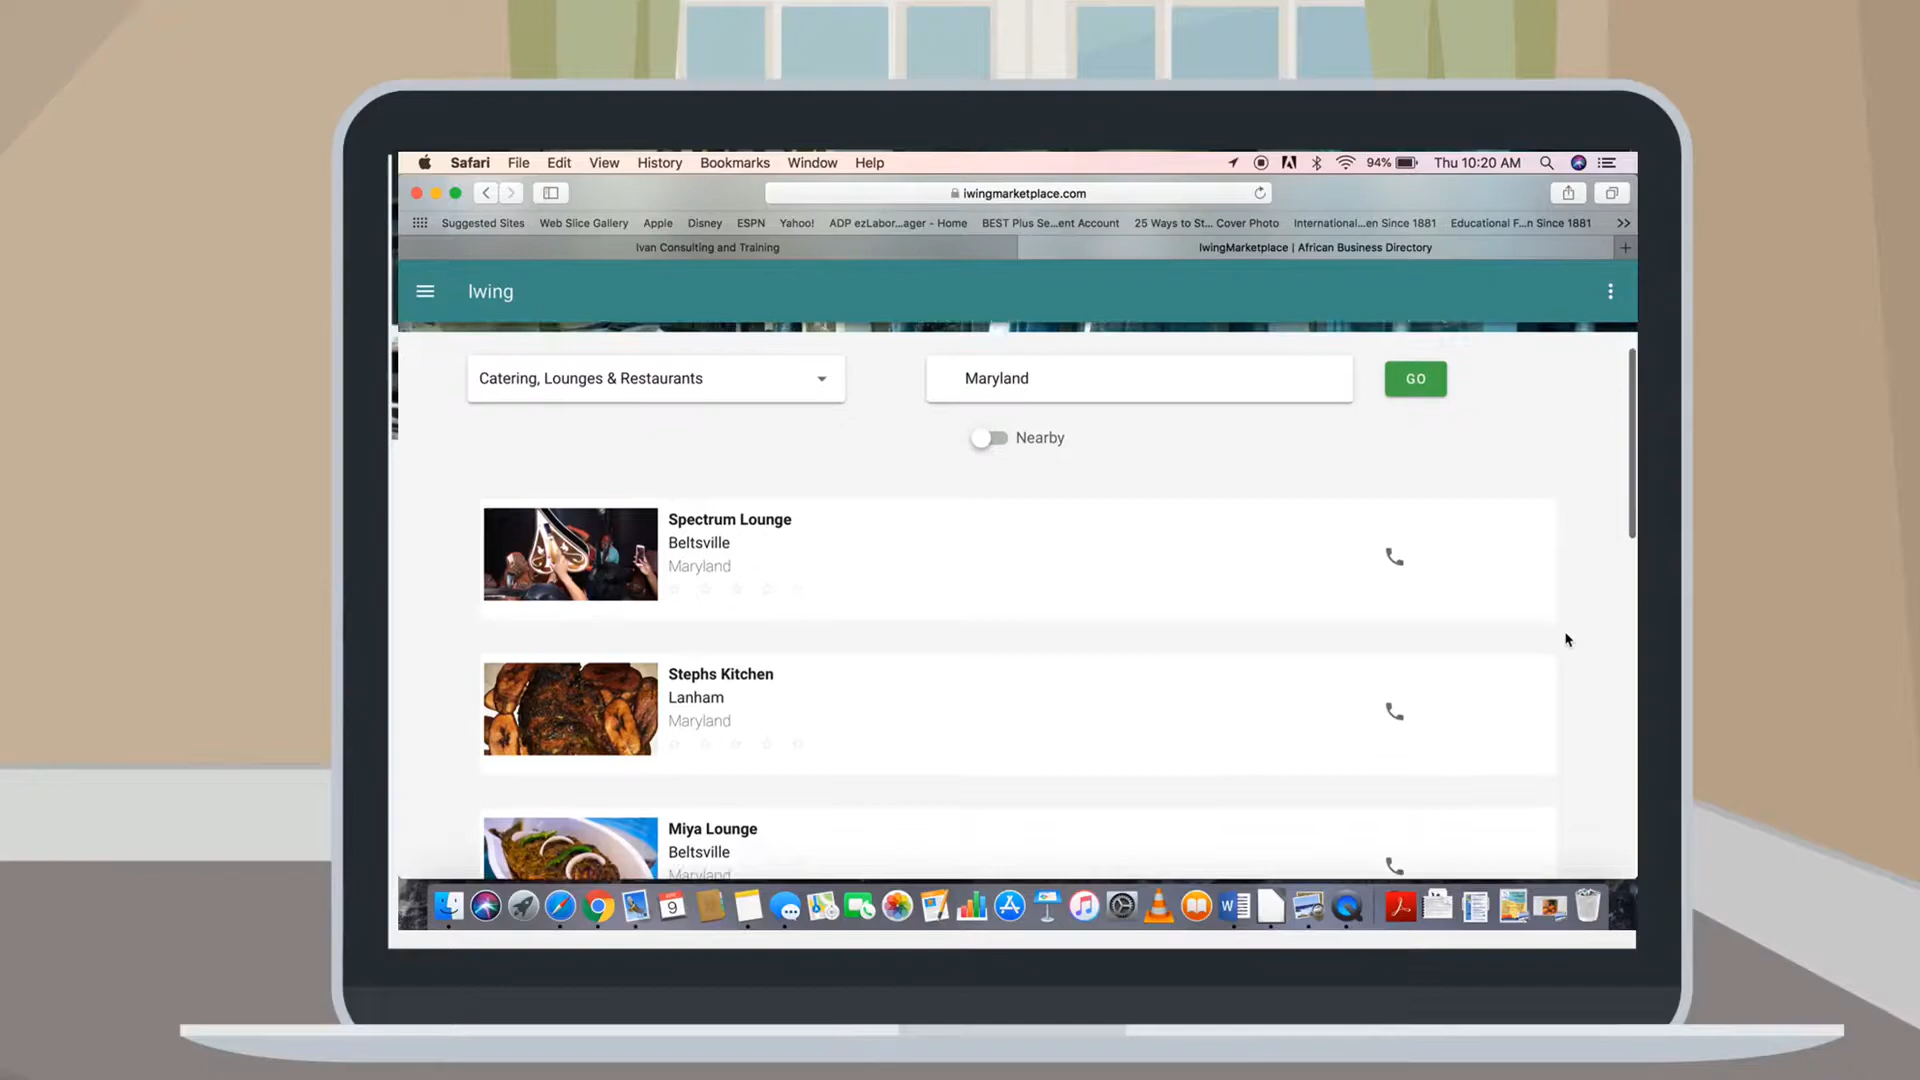 Safari File Edit View History Bookmarks Window Help 94% Thu 10:20 AM
iwingmarketplace.com
Suggested Sites Web Slice Gallery Apple Disney ESPN Yahoo! ADP ezLabor...ager - Home BEST Plus Se...ent Account 25 Ways to St... Cover Photo International...en Since 1881 Educational F...n Since 1881 >>
Ivan Consulting and Training IwingMarketplace | African Business Directory
Iwing
Catering, Lounges & Restaurants Maryland GO
Nearby
Spectrum Lounge
Beltsville
Maryland
Stephs Kitchen
Lanham
Maryland
Miya Lounge
Beltsville
Maryland
9
W